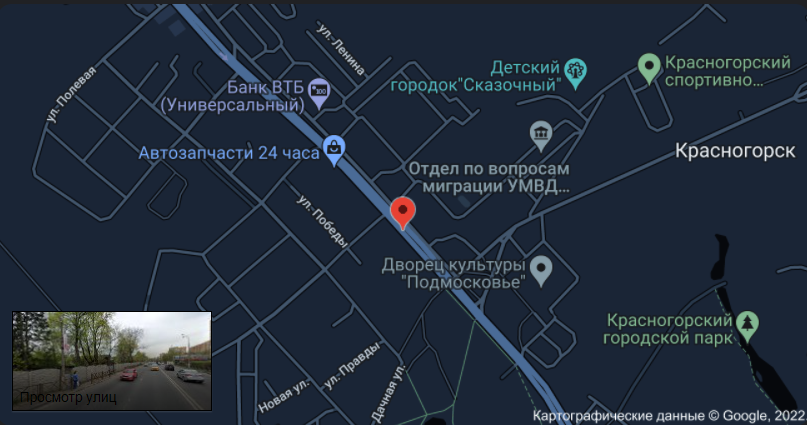 ул. Ленина
Детский
городок"Сказочный"
Красногорский
спортивно...
ул. Полевая
Банк ВТБ
(Универсальный)
100
Автозапчасти 24 часа
Красногорск
Отдел по вопросам
миграции УМВД...
ул. Победы
Дворец культуры
"Подмосковье"
Красногорский
городской парк
Просмотр улиц
Новая ул.
ул. Правды
Дачная ул.
Картографические данные © Google, 2022